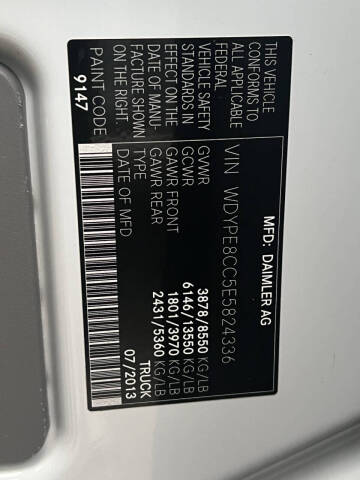 THIS VEHICLE
CONFORMS TO
ALL APPLICABLE
FEDERAL
VEHICLE SAFETY
STANDARDS IN
EFFECT ON THE
DATE OF MANU-
FACTURE SHOWN
ON THE RIGHT
PAINT CODE
9147
MFD: DAIMLER AG
VIN WDYPE8CC5E5824336
GVWR 3878/8550 KG/LB
GCWR 6146/13550 KG/LB
GAWR FRONT 1801/3970 KG/LB
GAWR REAR 2431/5360 KG/LB
TYPE TRUCK
DATE OF MFD 07/2013